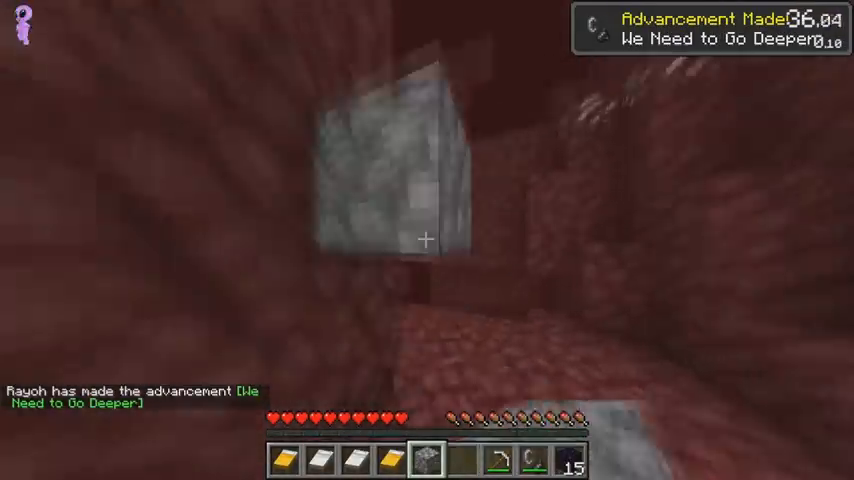 Advancement Made!
36.04
We Need to Go Deeper
0.10
Rayoh has made the advancement [We
Need to Go Deeper]
15